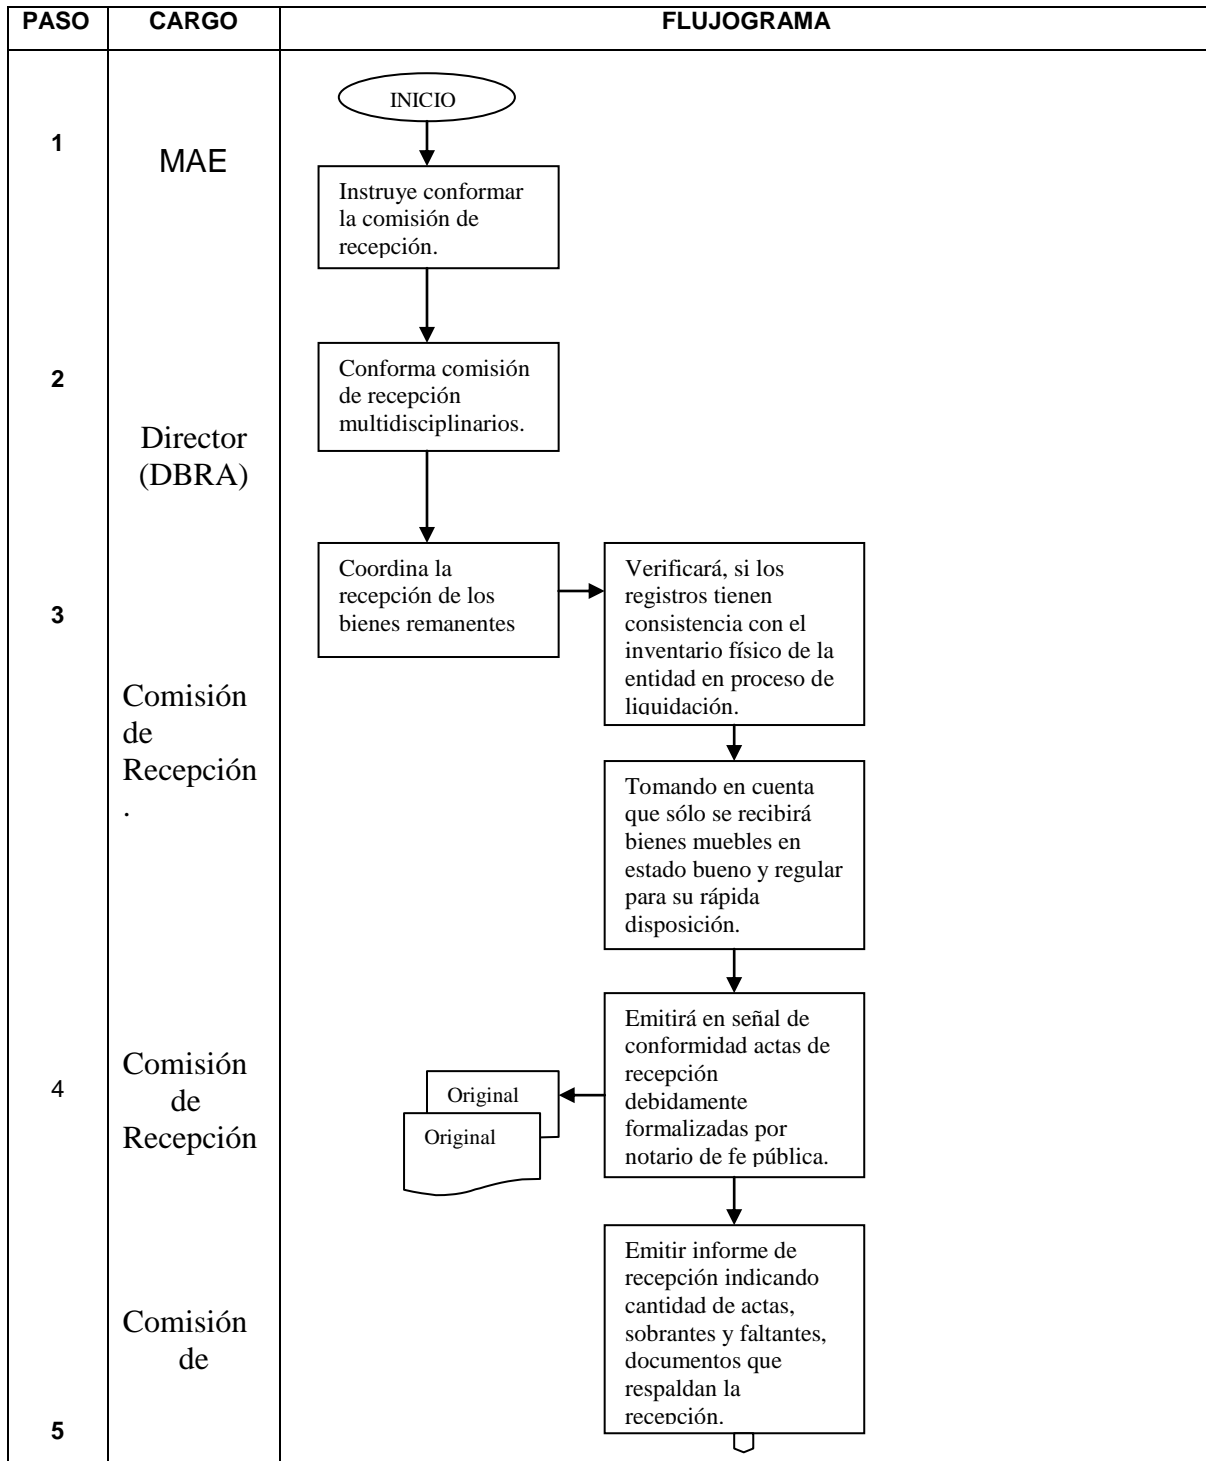 PASO CARGO FLUJOGRAMA
INICIO
1
MAE
Instruye conformar
la comisión de
recepción.
2
Conforma comisión
de recepción
multidisciplinarios.
Director
(DBRA)
3
Coordina la
recepción de los
bienes remanentes
Verificará, si los
registros tienen
consistencia con el
inventario físico de la
entidad en proceso de
liquidación.
Comisión
de
Recepción
.
Tomando en cuenta
que sólo se recibirá
bienes muebles en
estado bueno y regular
para su rápida
disposición.
4
Comisión
de
Recepción
Emitirá en señal de
conformidad actas de
recepción
debidamente
formalizadas por
notario de fe pública.
Original
Original
Comisión
de
Emitir informe de
recepción indicando
cantidad de actas,
sobrantes y faltantes,
documentos que
respaldan la
recepción.
5